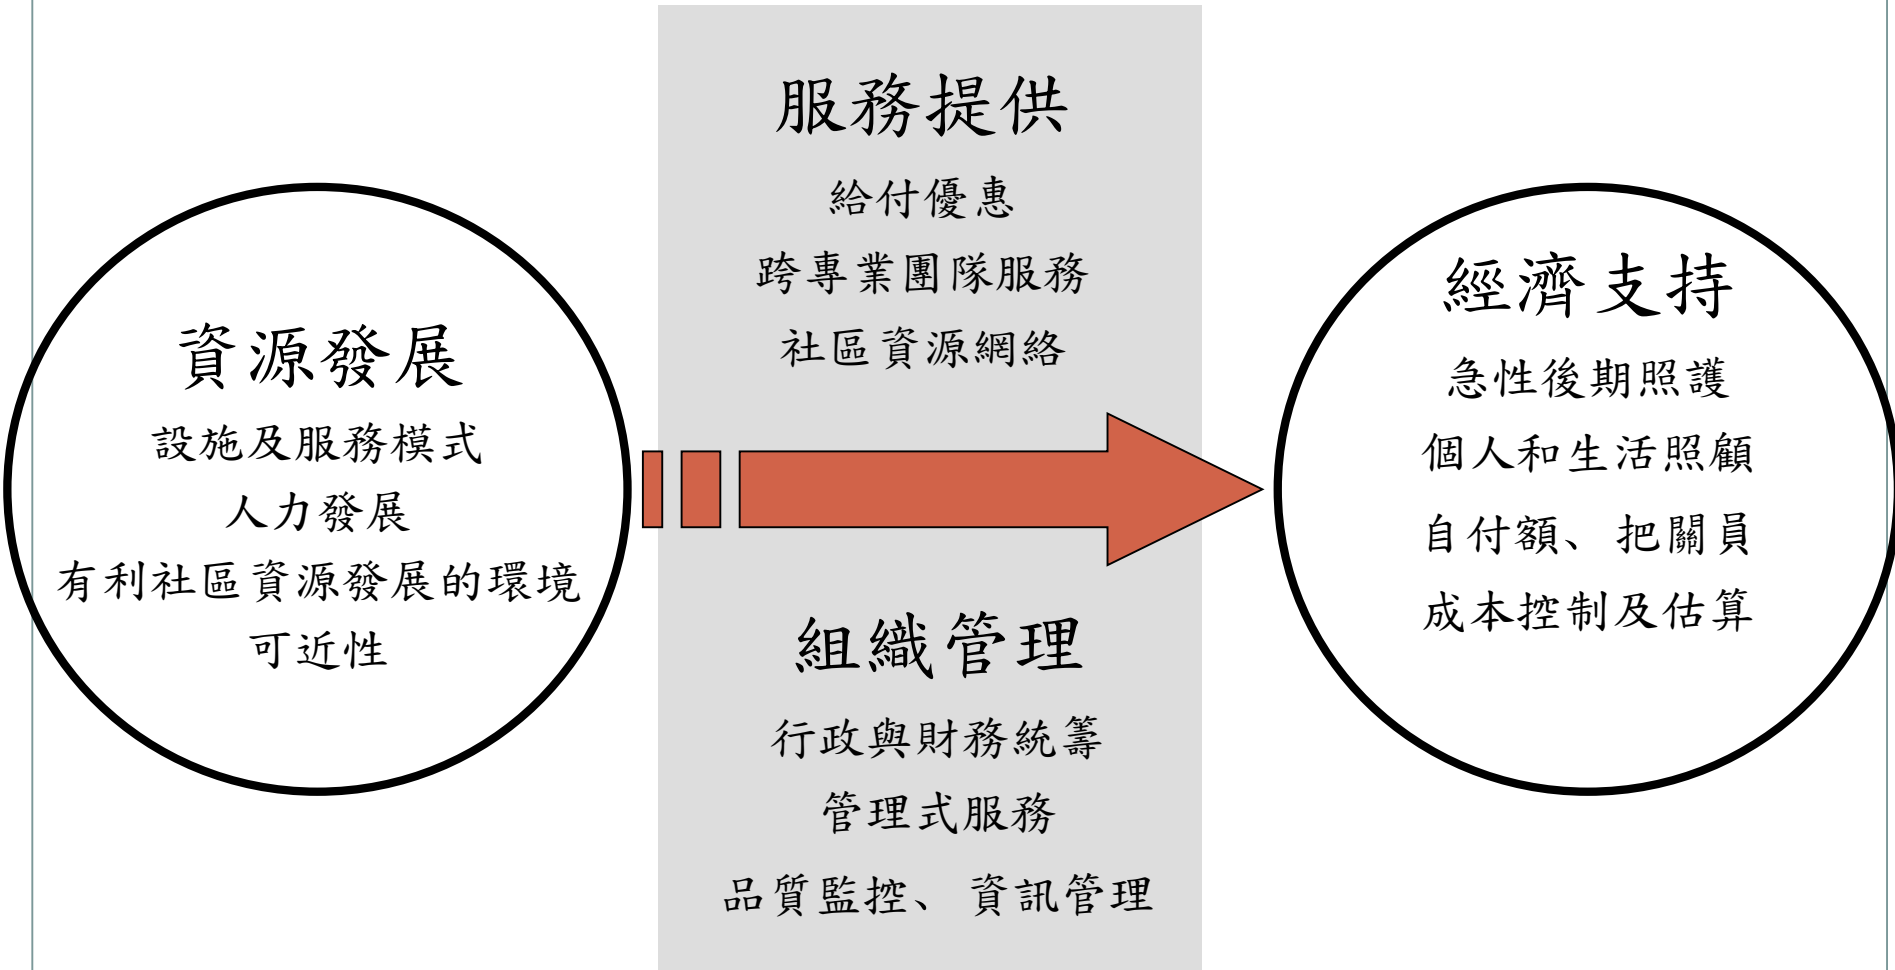 資源發展
設施及服務模式
人力發展
有利社區資源發展的環境
可近性
服務提供
給付優惠
跨專業團隊服務
社區資源網絡
組織管理
行政與財務統籌
管理式服務
品質監控、資訊管理
經濟支持
急性後期照護
個人和生活照顧
自付額、把關員
成本控制及估算